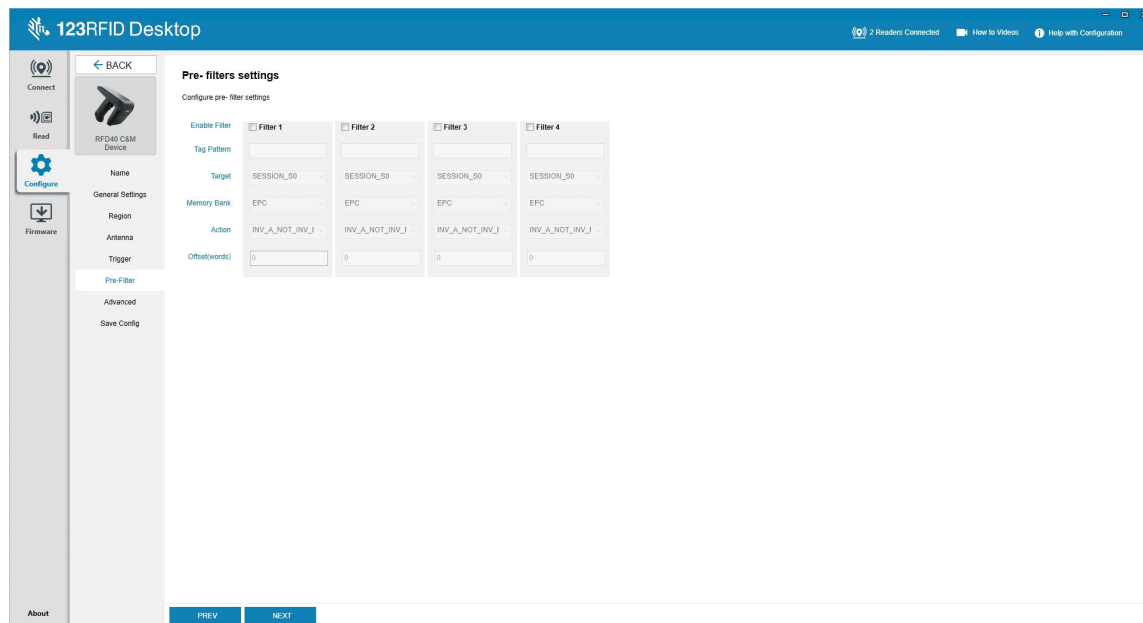 123RFID Desktop
2 Readers Connected
How to Videos
Help with Configuration
Connect
Read
Configure
Firmware
About
BACK
RFD40 C&M
Device
Name
General Settings
Region
Antenna
Trigger
Pre-Filter
Advanced
Save Config
Pre- filters settings
Configure pre- filter settings
Enable Filter Filter 1 Filter 2 Filter 3 Filter 4
Tag Pattern
Target SESSION_S0 SESSION_S0 SESSION_S0 SESSION_S0
Memory Bank EPC EPC EPC EPC
Action INV_A_NOT_INV_I INV_A_NOT_INV_I INV_A_NOT_INV_I INV_A_NOT_INV_I
Offset(words) 0 0 0 0
PREV NEXT